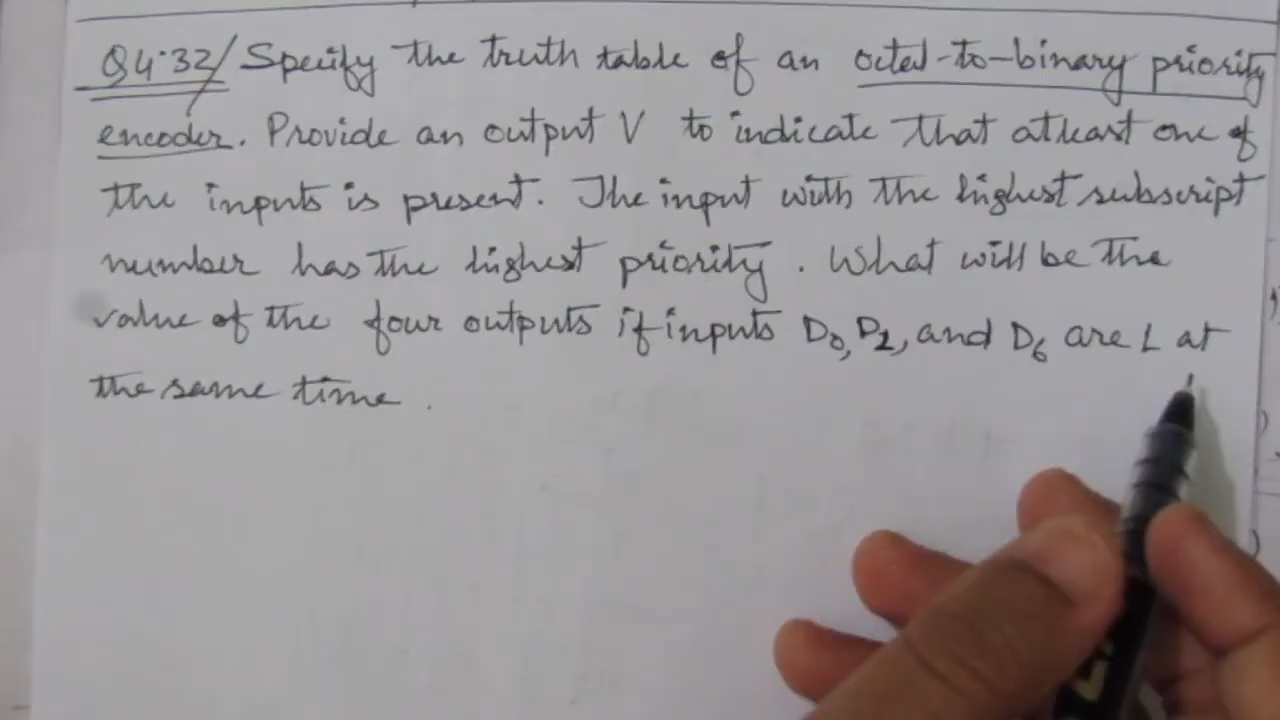 Q4.32/ Specify the truth table of an octal-to-binary priority
encoder. Provide an output V to indicate that atleast one of
the inputs is present. The input with the highest subscript
number has the highest priority. What will be the
value of the four outputs if inputs D0, D2, and D6 are 1 at
the same time.